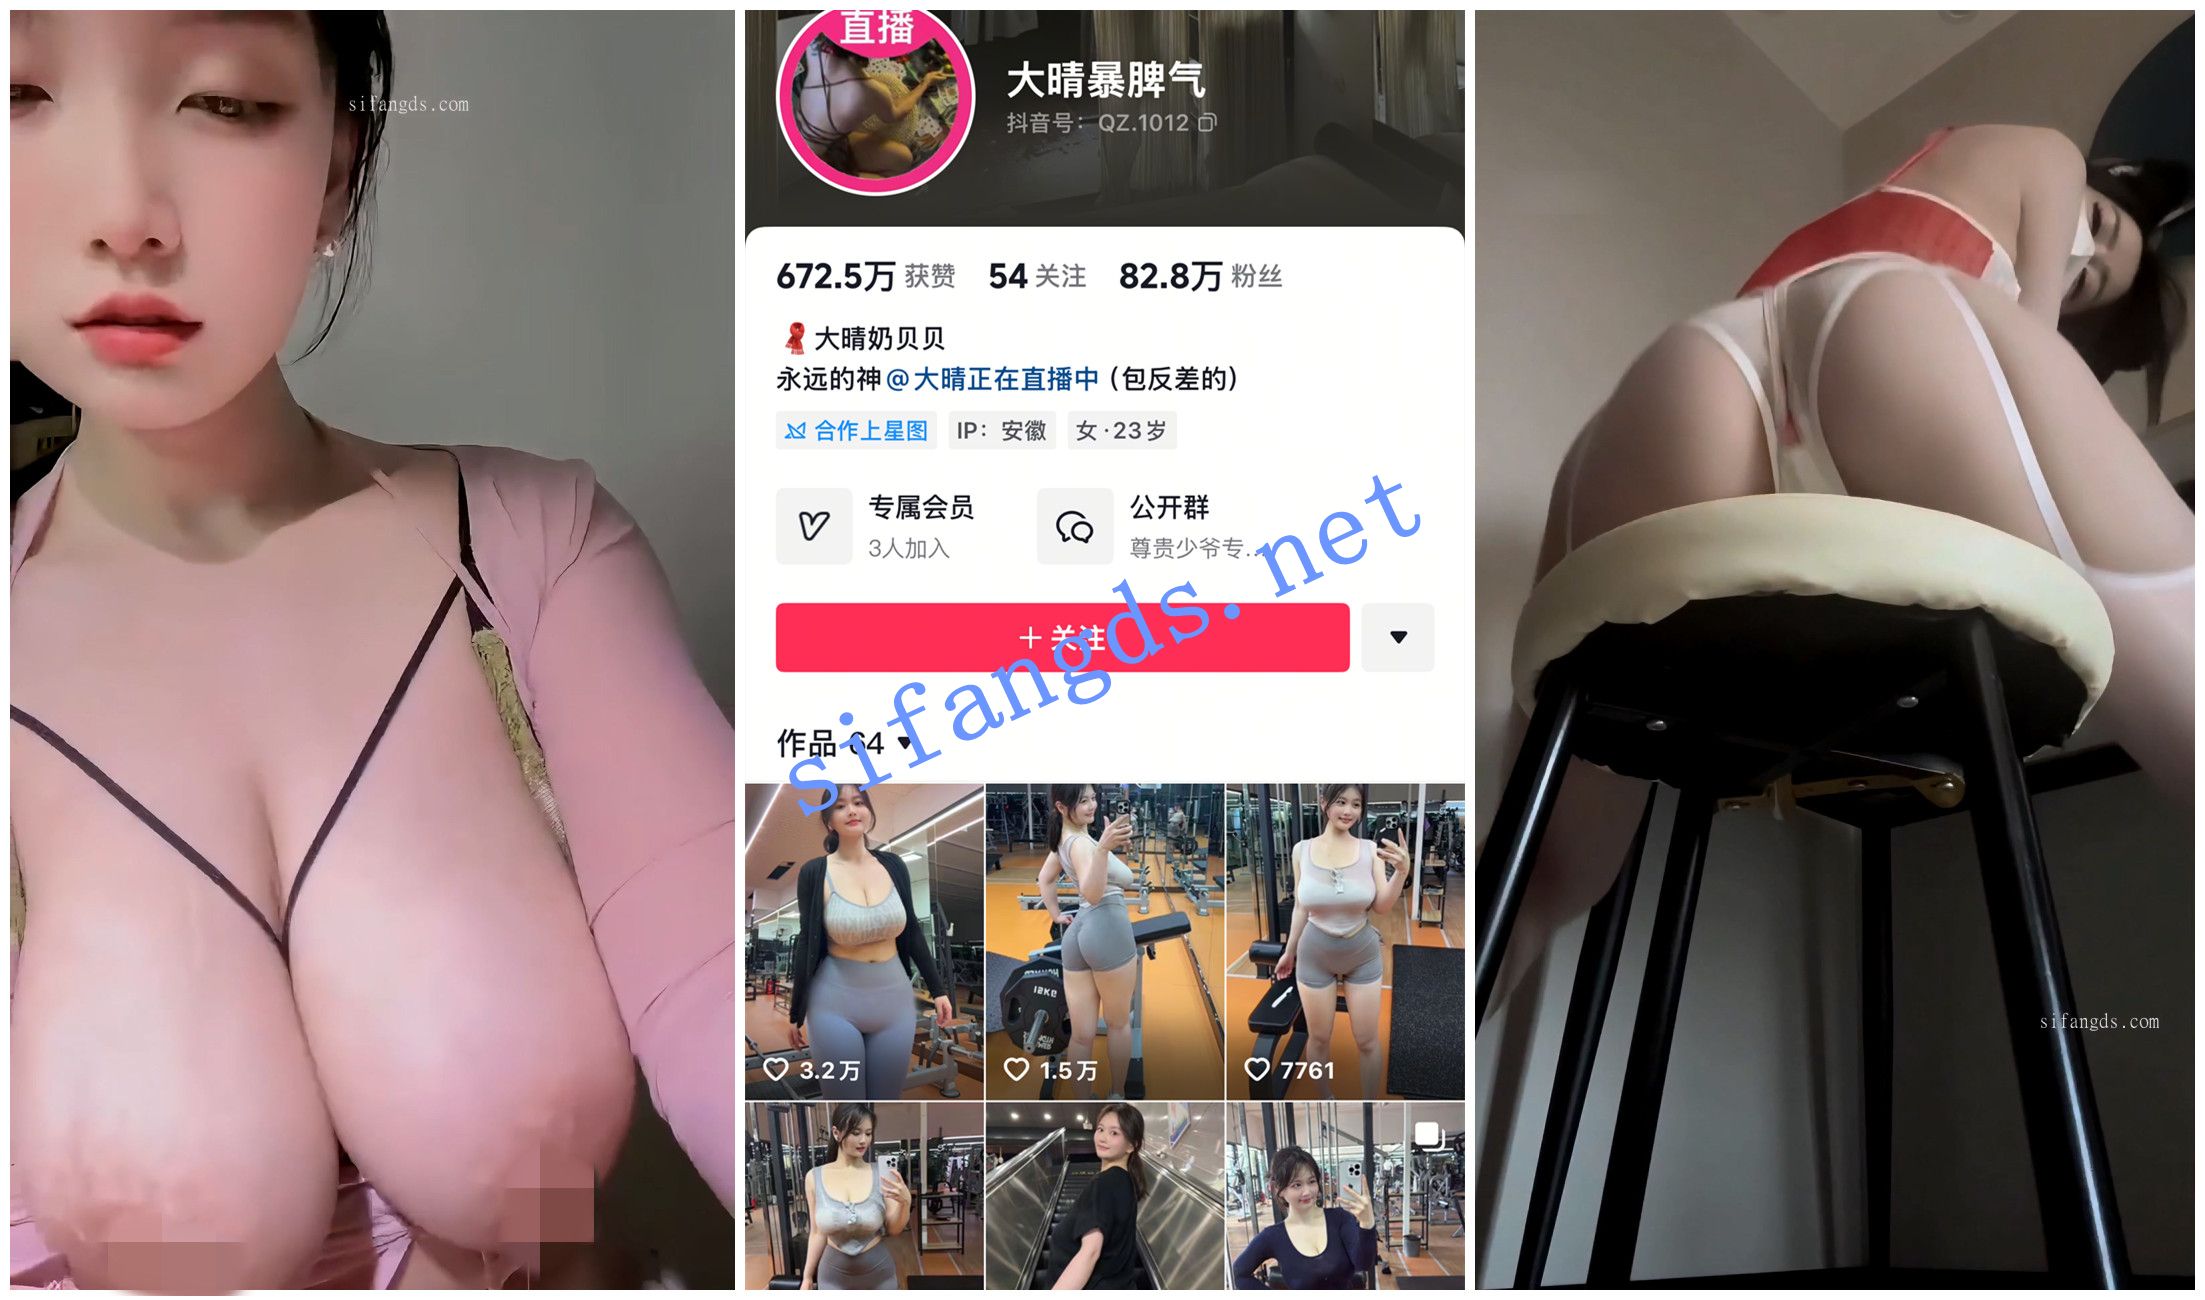 sifangds.com
直播
大晴暴脾气
抖音号：QZ.1012
672.5万 获赞 54 关注 82.8万 粉丝
大晴奶贝贝
永远的神@大晴正在直播中（包反差的）
合作上星图 IP：安徽 女·23岁
专属会员 公开群
3人加入 尊贵少爷专...
＋关注
sifangds.net
作品 64
12KG
3.2万 1.5万 7761
sifangds.com